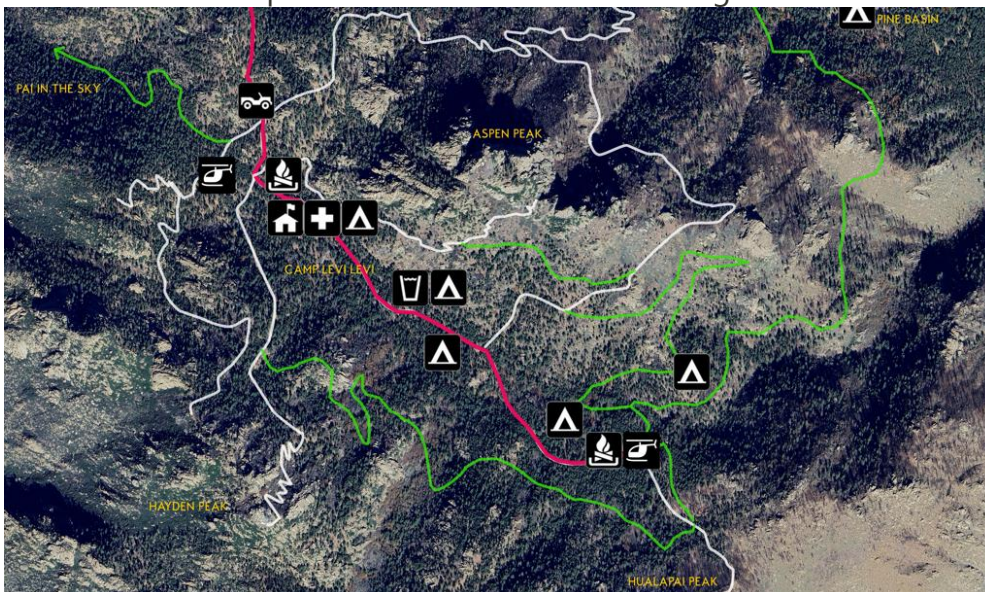 PINE BASIN
PAI IN THE SKY
ASPEN PEAK
CAMP LEVI LEVI
HAYDEN PEAK
HUALAPAI PEAK